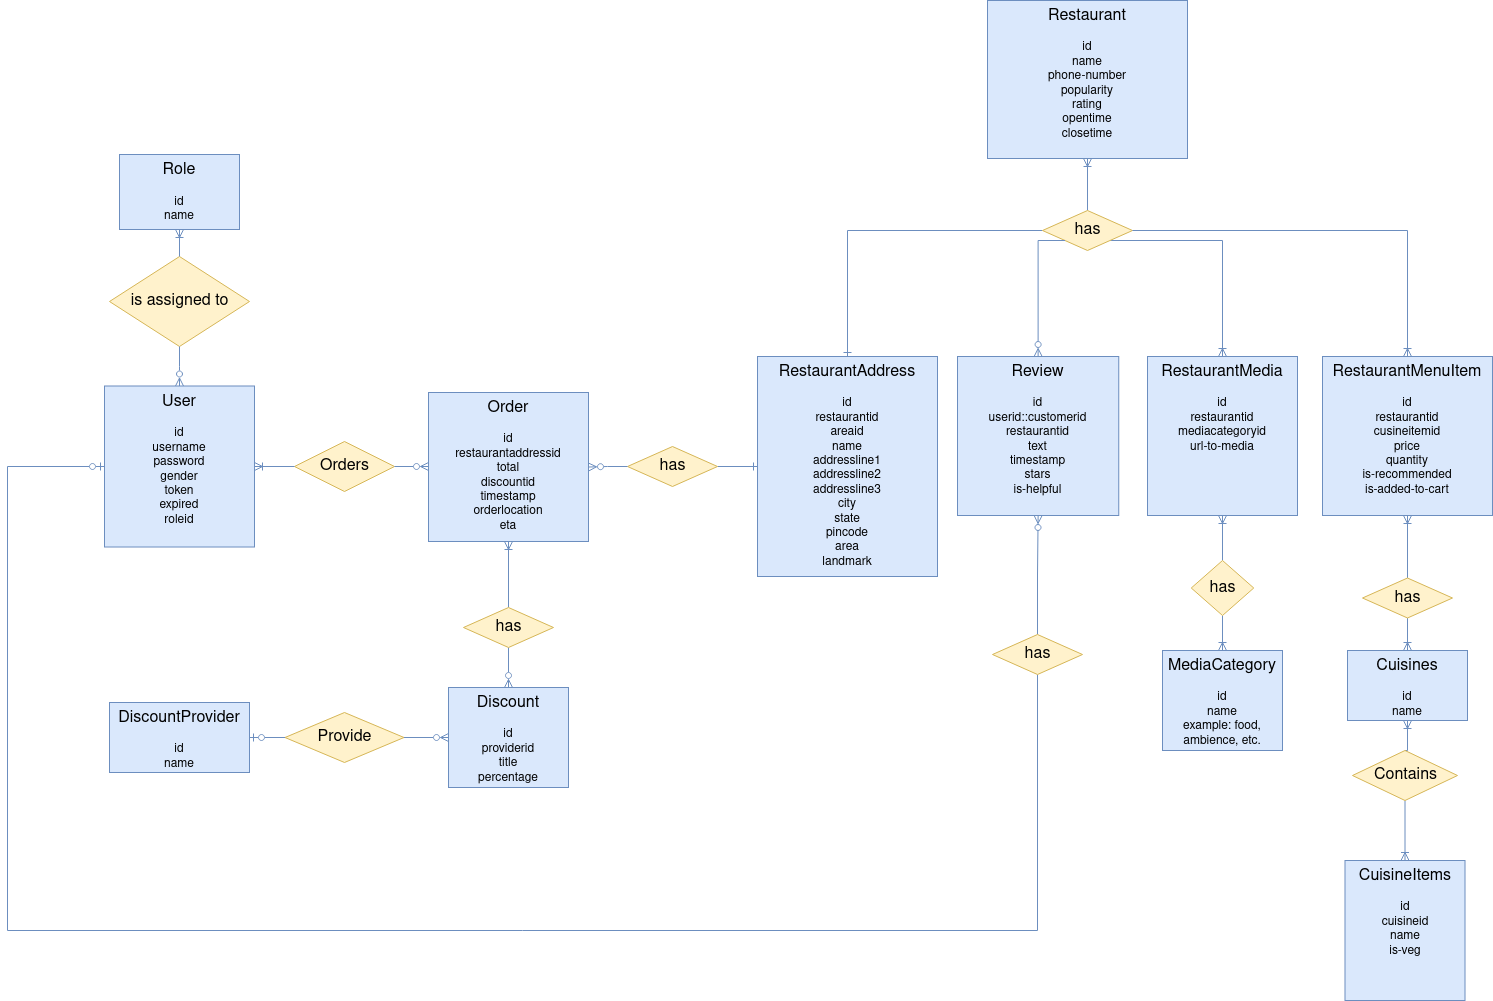 Restaurant
id
name
phone-number
popularity
rating
opentime
closetime
Role
id
name
has
is assigned to
User
id
username
password
gender
token
expired
roleid
Orders
Order
id
restaurantaddressid
total
discountid
timestamp
orderlocation
eta
has
RestaurantAddress
id
restaurantid
areaid
name
addressline1
addressline2
addressline3
city
state
pincode
area
landmark
Review
id
userid::customerid
restaurantid
text
timestamp
stars
is-helpful
RestaurantMedia
id
restaurantid
mediacategoryid
url-to-media
RestaurantMenuItem
id
restaurantid
cusineitemid
price
quantity
is-recommended
is-added-to-cart
has
has
has
has
DiscountProvider
id
name
Provide
Discount
id
providerid
title
percentage
MediaCategory
id
name
example: food,
ambience, etc.
Cuisines
id
name
Contains
CuisineItems
id
cuisineid
name
is-veg